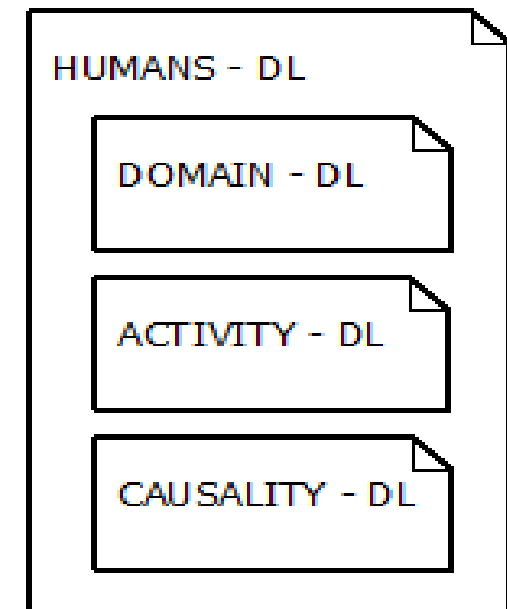 HUMANS - DL
DOMAIN - DL
ACTIVITY - DL
CAUSALITY - DL